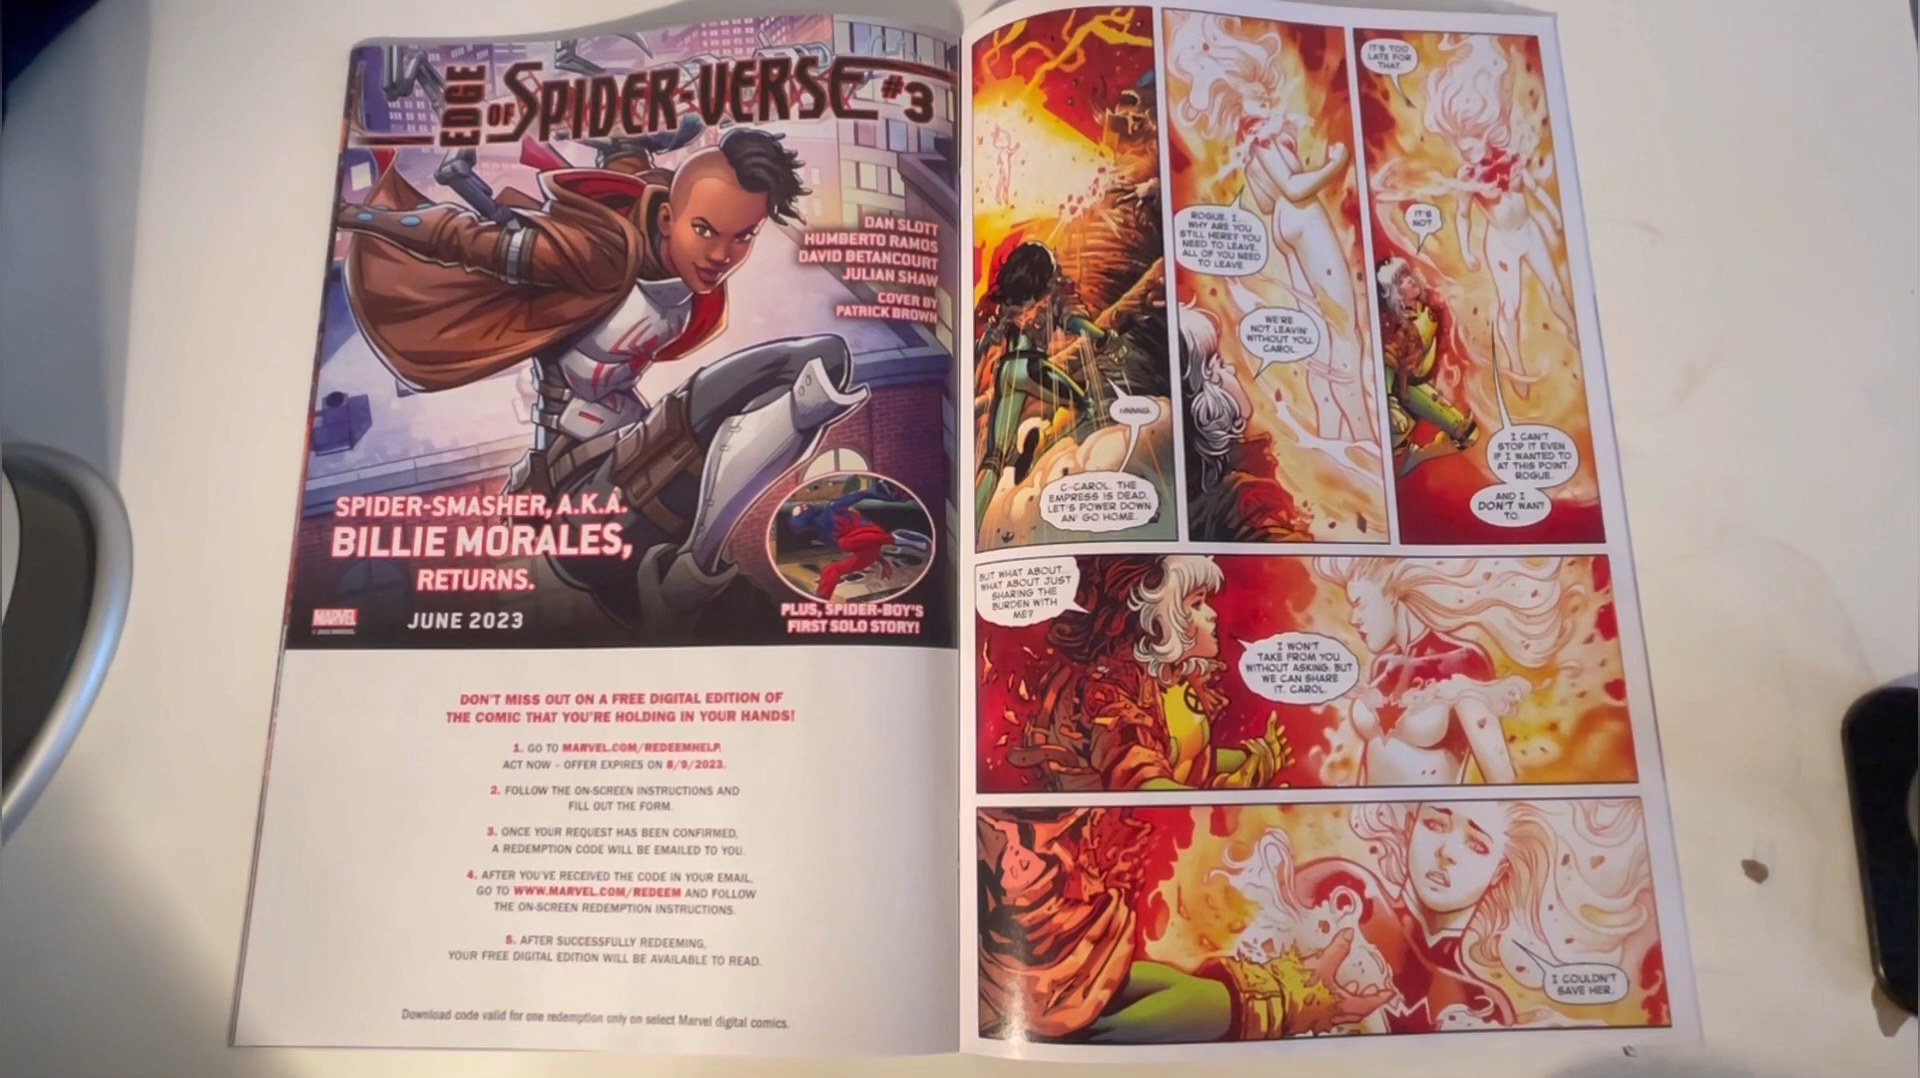 EDGE OF SPIDER-VERSE #3
DAN SLOTT
HUMBERTO RAMOS
DAVID BETANCOURT
JULIAN SHAW
COVER BY
PATRICK BROWN
SPIDER-SMASHER, A.K.A.
BILLIE MORALES,
RETURNS.
MARVEL
JUNE 2023
PLUS, SPIDER-BOY'S
FIRST SOLO STORY!
DON'T MISS OUT ON A FREE DIGITAL EDITION OF
THE COMIC THAT YOU'RE HOLDING IN YOUR HANDS!
1. GO TO MARVEL.COM/REDEEMHELP.
ACT NOW - OFFER EXPIRES ON 8/9/2023.
2. FOLLOW THE ON-SCREEN INSTRUCTIONS AND
FILL OUT THE FORM.
3. ONCE YOUR REQUEST HAS BEEN CONFIRMED,
A REDEMPTION CODE WILL BE EMAILED TO YOU.
4. AFTER YOU'VE RECEIVED THE CODE IN YOUR EMAIL,
GO TO WWW.MARVEL.COM/REDEEM AND FOLLOW
THE ON-SCREEN REDEMPTION INSTRUCTIONS.
5. AFTER SUCCESSFULLY REDEEMING,
YOUR FREE DIGITAL EDITION WILL BE AVAILABLE TO READ.
Download code valid for one redemption only on select Marvel digital comics.
HNNNG.
C-CAROL. THE
EMPRESS IS DEAD.
LET'S POWER DOWN
AN' GO HOME.
ROGUE. I...
WHY ARE YOU
STILL HERE? YOU
NEED TO LEAVE.
ALL OF YOU NEED
TO LEAVE.
WE'RE
NOT LEAVIN'
WITHOUT YOU,
CAROL.
IT'S TOO
LATE FOR
THAT.
IT'S
NOT.
I CAN'T
STOP IT EVEN
IF I WANTED TO
AT THIS POINT,
ROGUE.
AND I
DON'T WANT
TO.
BUT WHAT ABOUT...
WHAT ABOUT JUST
SHARING THE
BURDEN WITH
ME?
I WON'T
TAKE FROM YOU
WITHOUT ASKING. BUT
WE CAN SHARE
IT, CAROL.
I COULDN'T
SAVE HER.